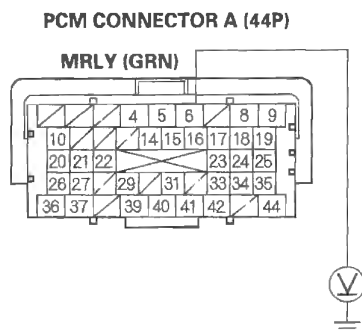 PCM CONNECTOR A (44P)
MRLY (GRN)
4 5 6 8 9
10 14 15 16 17 18 19
20 21 22 23 24 25
26 27 29 31 33 34 35
36 37 39 40 41 42 44
V